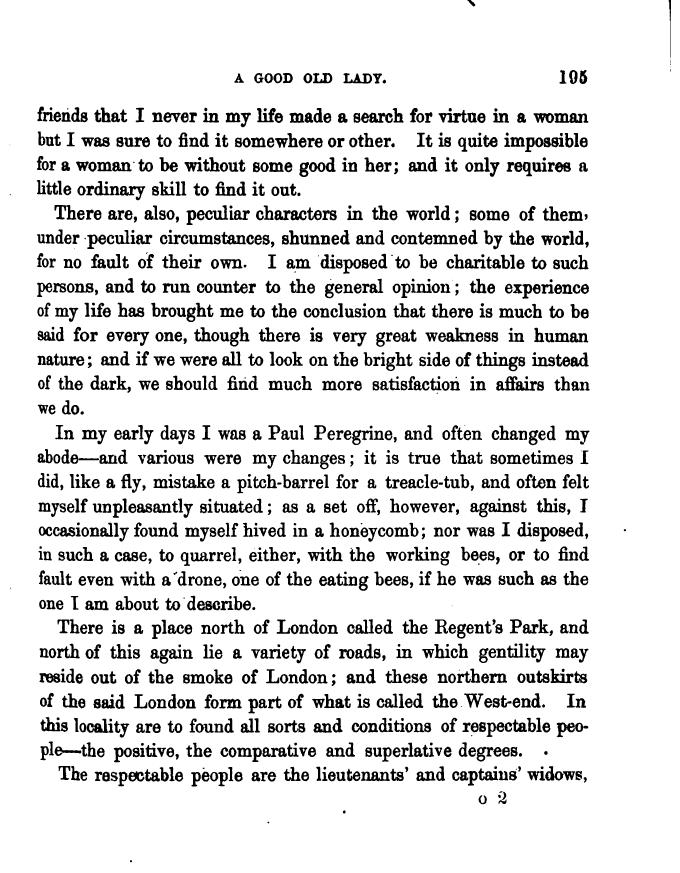 A GOOD OLD LADY. 195
friends that I never in my life made a search for virtue in a woman
but I was sure to find it somewhere or other. It is quite impossible
for a woman to be without some good in her; and it only requires a
little ordinary skill to find it out.
There are, also, peculiar characters in the world; some of them,
under peculiar circumstances, shunned and contemned by the world,
for no fault of their own. I am disposed to be charitable to such
persons, and to run counter to the general opinion; the experience
of my life has brought me to the conclusion that there is much to be
said for every one, though there is very great weakness in human
nature; and if we were all to look on the bright side of things instead
of the dark, we should find much more satisfaction in affairs than
we do.
In my early days I was a Paul Peregrine, and often changed my
abode—and various were my changes; it is true that sometimes I
did, like a fly, mistake a pitch-barrel for a treacle-tub, and often felt
myself unpleasantly situated; as a set off, however, against this, I
occasionally found myself hived in a honeycomb; nor was I disposed,
in such a case, to quarrel, either, with the working bees, or to find
fault even with a drone, one of the eating bees, if he was such as the
one I am about to describe.
There is a place north of London called the Regent's Park, and
north of this again lie a variety of roads, in which gentility may
reside out of the smoke of London; and these northern outskirts
of the said London form part of what is called the West-end. In
this locality are to found all sorts and conditions of respectable peo-
ple—the positive, the comparative and superlative degrees.
The respectable people are the lieutenants' and captains' widows,
o 2